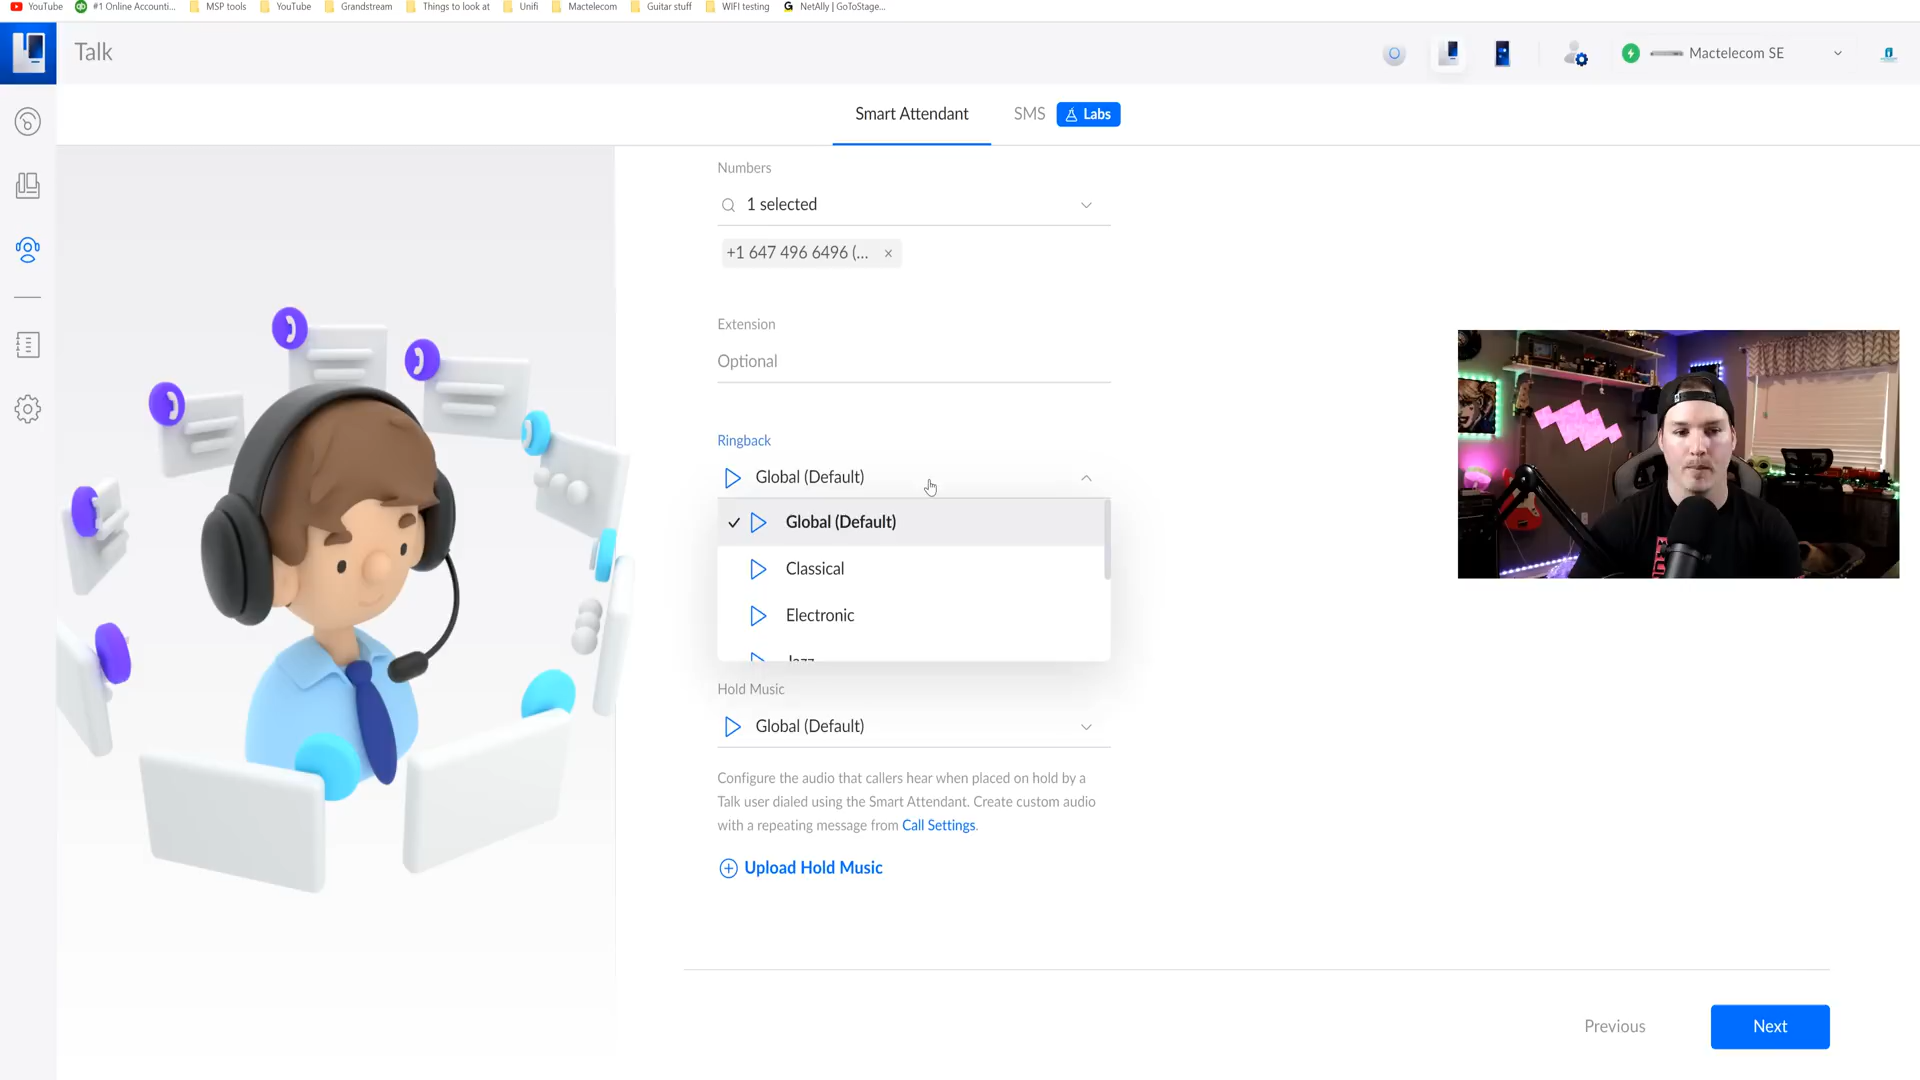 YouTube
#1 Online Accounti...
MSP tools
YouTube
Grandstream
Things to look at
Unifi
Mactelecom
Guitar stuff
WIFI testing
NetAlly | GoToStage...
Talk
Mactelecom SE
Smart Attendant
SMS
Labs
Numbers
1 selected
+1 647 496 6496 (...
Extension
Optional
Ringback
Global (Default)
Global (Default)
Classical
Electronic
Jazz
Hold Music
Global (Default)
Configure the audio that callers hear when placed on hold by a
Talk user dialed using the Smart Attendant. Create custom audio
with a repeating message from Call Settings.
Upload Hold Music
Previous
Next